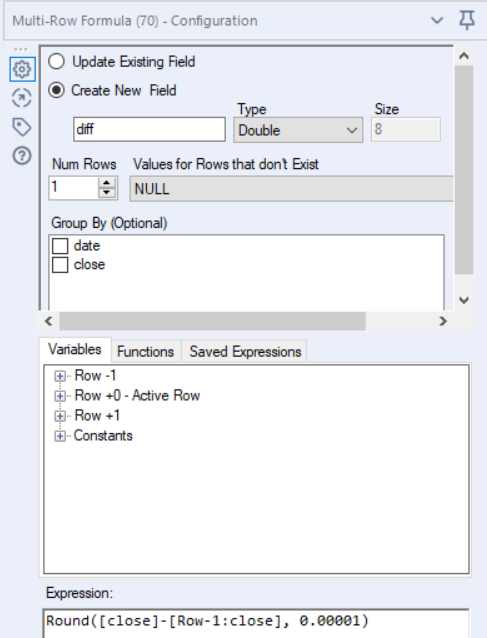 Multi-Row Formula (70) - Configuration
Update Existing Field
Create New Field
Type Size
diff Double 8
Num Rows Values for Rows that don't Exist
1 NULL
Group By (Optional)
date
close
Variables Functions Saved Expressions
Row -1
Row +0 - Active Row
Row +1
Constants
Expression:
Round([close]-[Row-1:close], 0.00001)